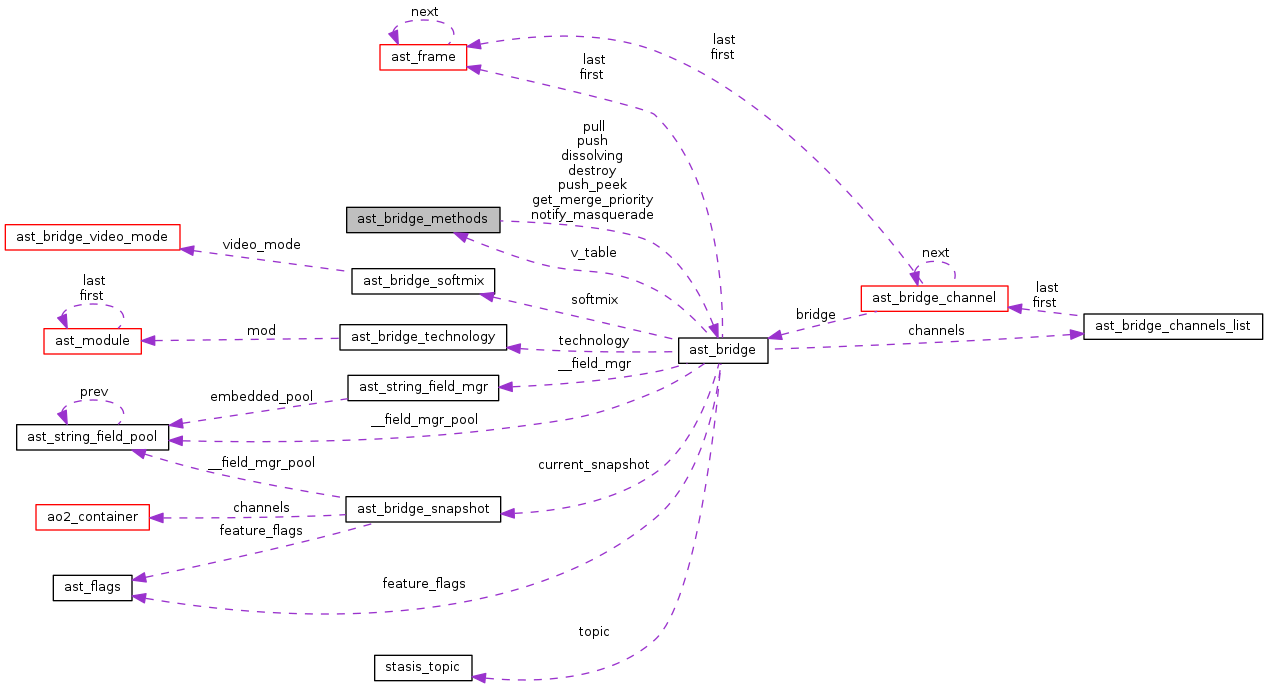 next
ast_frame
last
first
last
first
pull
push
dissolving
destroy
push_peek
get_merge_priority
notify_masquerade
ast_bridge_methods
ast_bridge_video_mode
video_mode
v_table
next
ast_bridge_softmix
last
first
softmix
ast_bridge_channel
last
first
bridge
ast_bridge_channels_list
mod
ast_bridge_technology
channels
ast_module
technology
ast_bridge
__field_mgr
prev
embedded_pool
ast_string_field_mgr
__field_mgr_pool
ast_string_field_pool
__field_mgr_pool
current_snapshot
channels
ast_bridge_snapshot
ao2_container
feature_flags
ast_flags
feature_flags
topic
stasis_topic